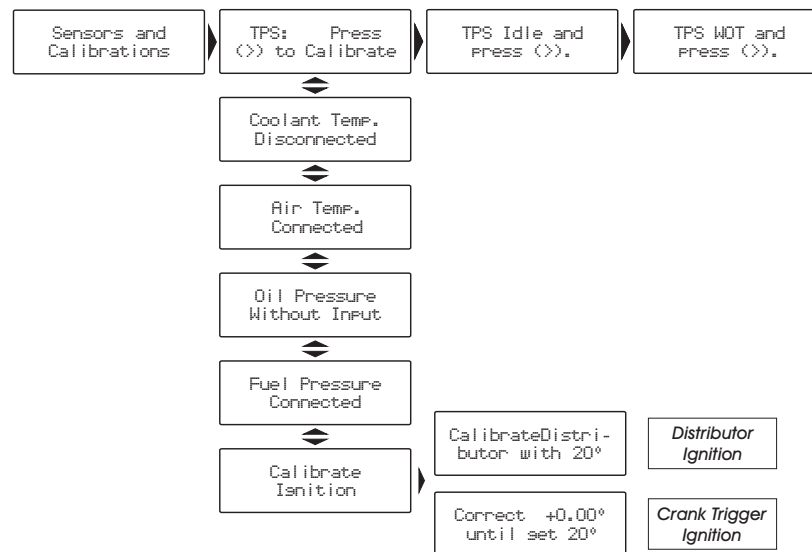 Sensors and
Calibrations
TPS: Press
(>) to Calibrate
TPS Idle and
press (>).
TPS WOT and
press (>).
Coolant Temp.
Disconnected
Air Temp.
Connected
Oil Pressure
Without Input
Fuel Pressure
Connected
Calibrate
Ignition
CalibrateDistri-
butor with 20°
Distributor
Ignition
Correct +0.00°
until set 20°
Crank Trigger
Ignition